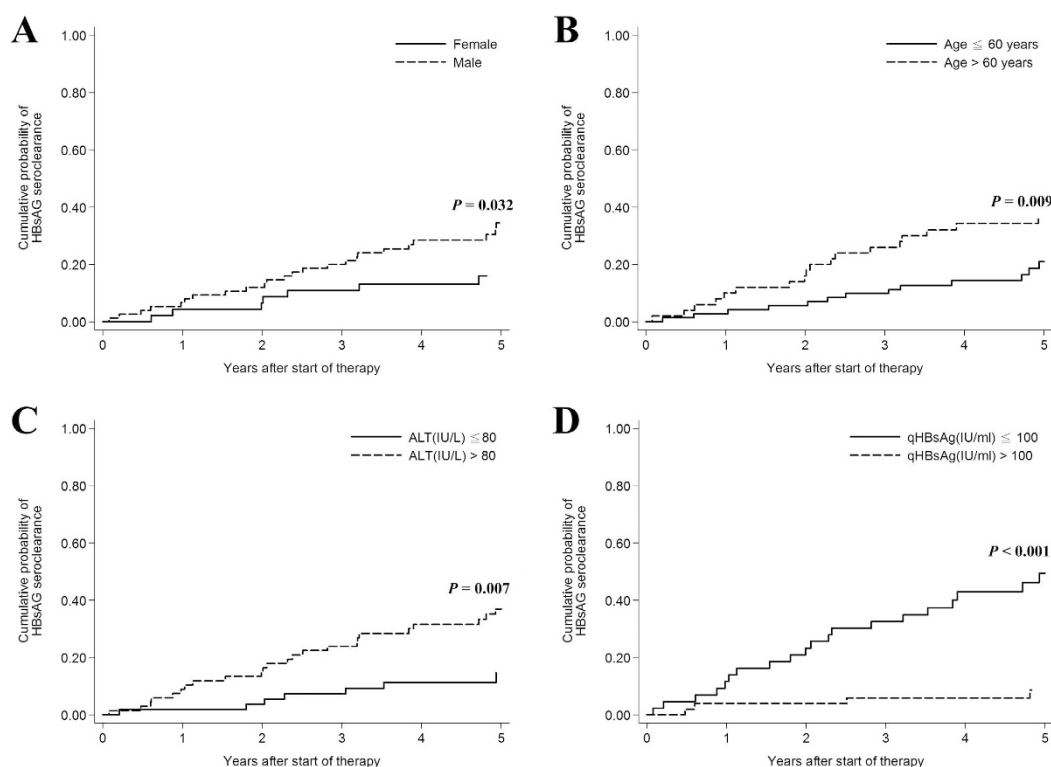 A
1.00
0.80
0.60
0.40
0.20
0.00
Cumulative probability of
HBsAG seroclearance
Female
Male
P = 0.032
0 1 2 3 4 5
Years after start of therapy
B
1.00
0.80
0.60
0.40
0.20
0.00
Cumulative probability of
HBsAG seroclearance
Age ≦ 60 years
Age > 60 years
P = 0.009
0 1 2 3 4 5
Years after start of therapy
C
1.00
0.80
0.60
0.40
0.20
0.00
Cumulative probability of
HBsAG seroclearance
ALT(IU/L) ≦ 80
ALT(IU/L) > 80
P = 0.007
0 1 2 3 4 5
Years after start of therapy
D
1.00
0.80
0.60
0.40
0.20
0.00
Cumulative probability of
HBsAG seroclearance
qHBsAg(IU/ml) ≦ 100
qHBsAg(IU/ml) > 100
P < 0.001
0 1 2 3 4 5
Years after start of therapy